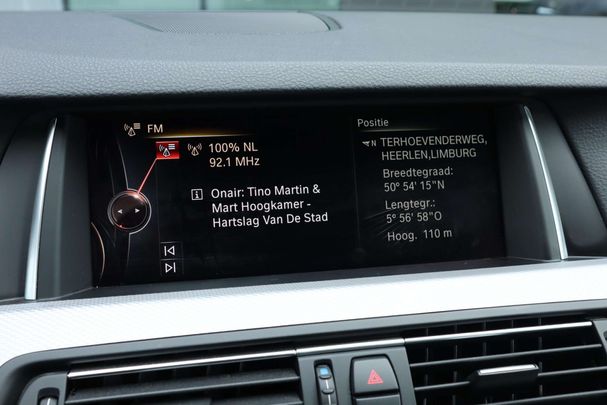 FM
100% NL
92.1 MHz
Onair: Tino Martin &
Mart Hoogkamer -
Hartslag Van De Stad
Positie
N TERHOEVENDERWEG,
HEERLEN,LIMBURG
Breedtegraad:
50° 54' 15"N
Lengtegr.:
5° 56' 58"O
Hoog. 110 m